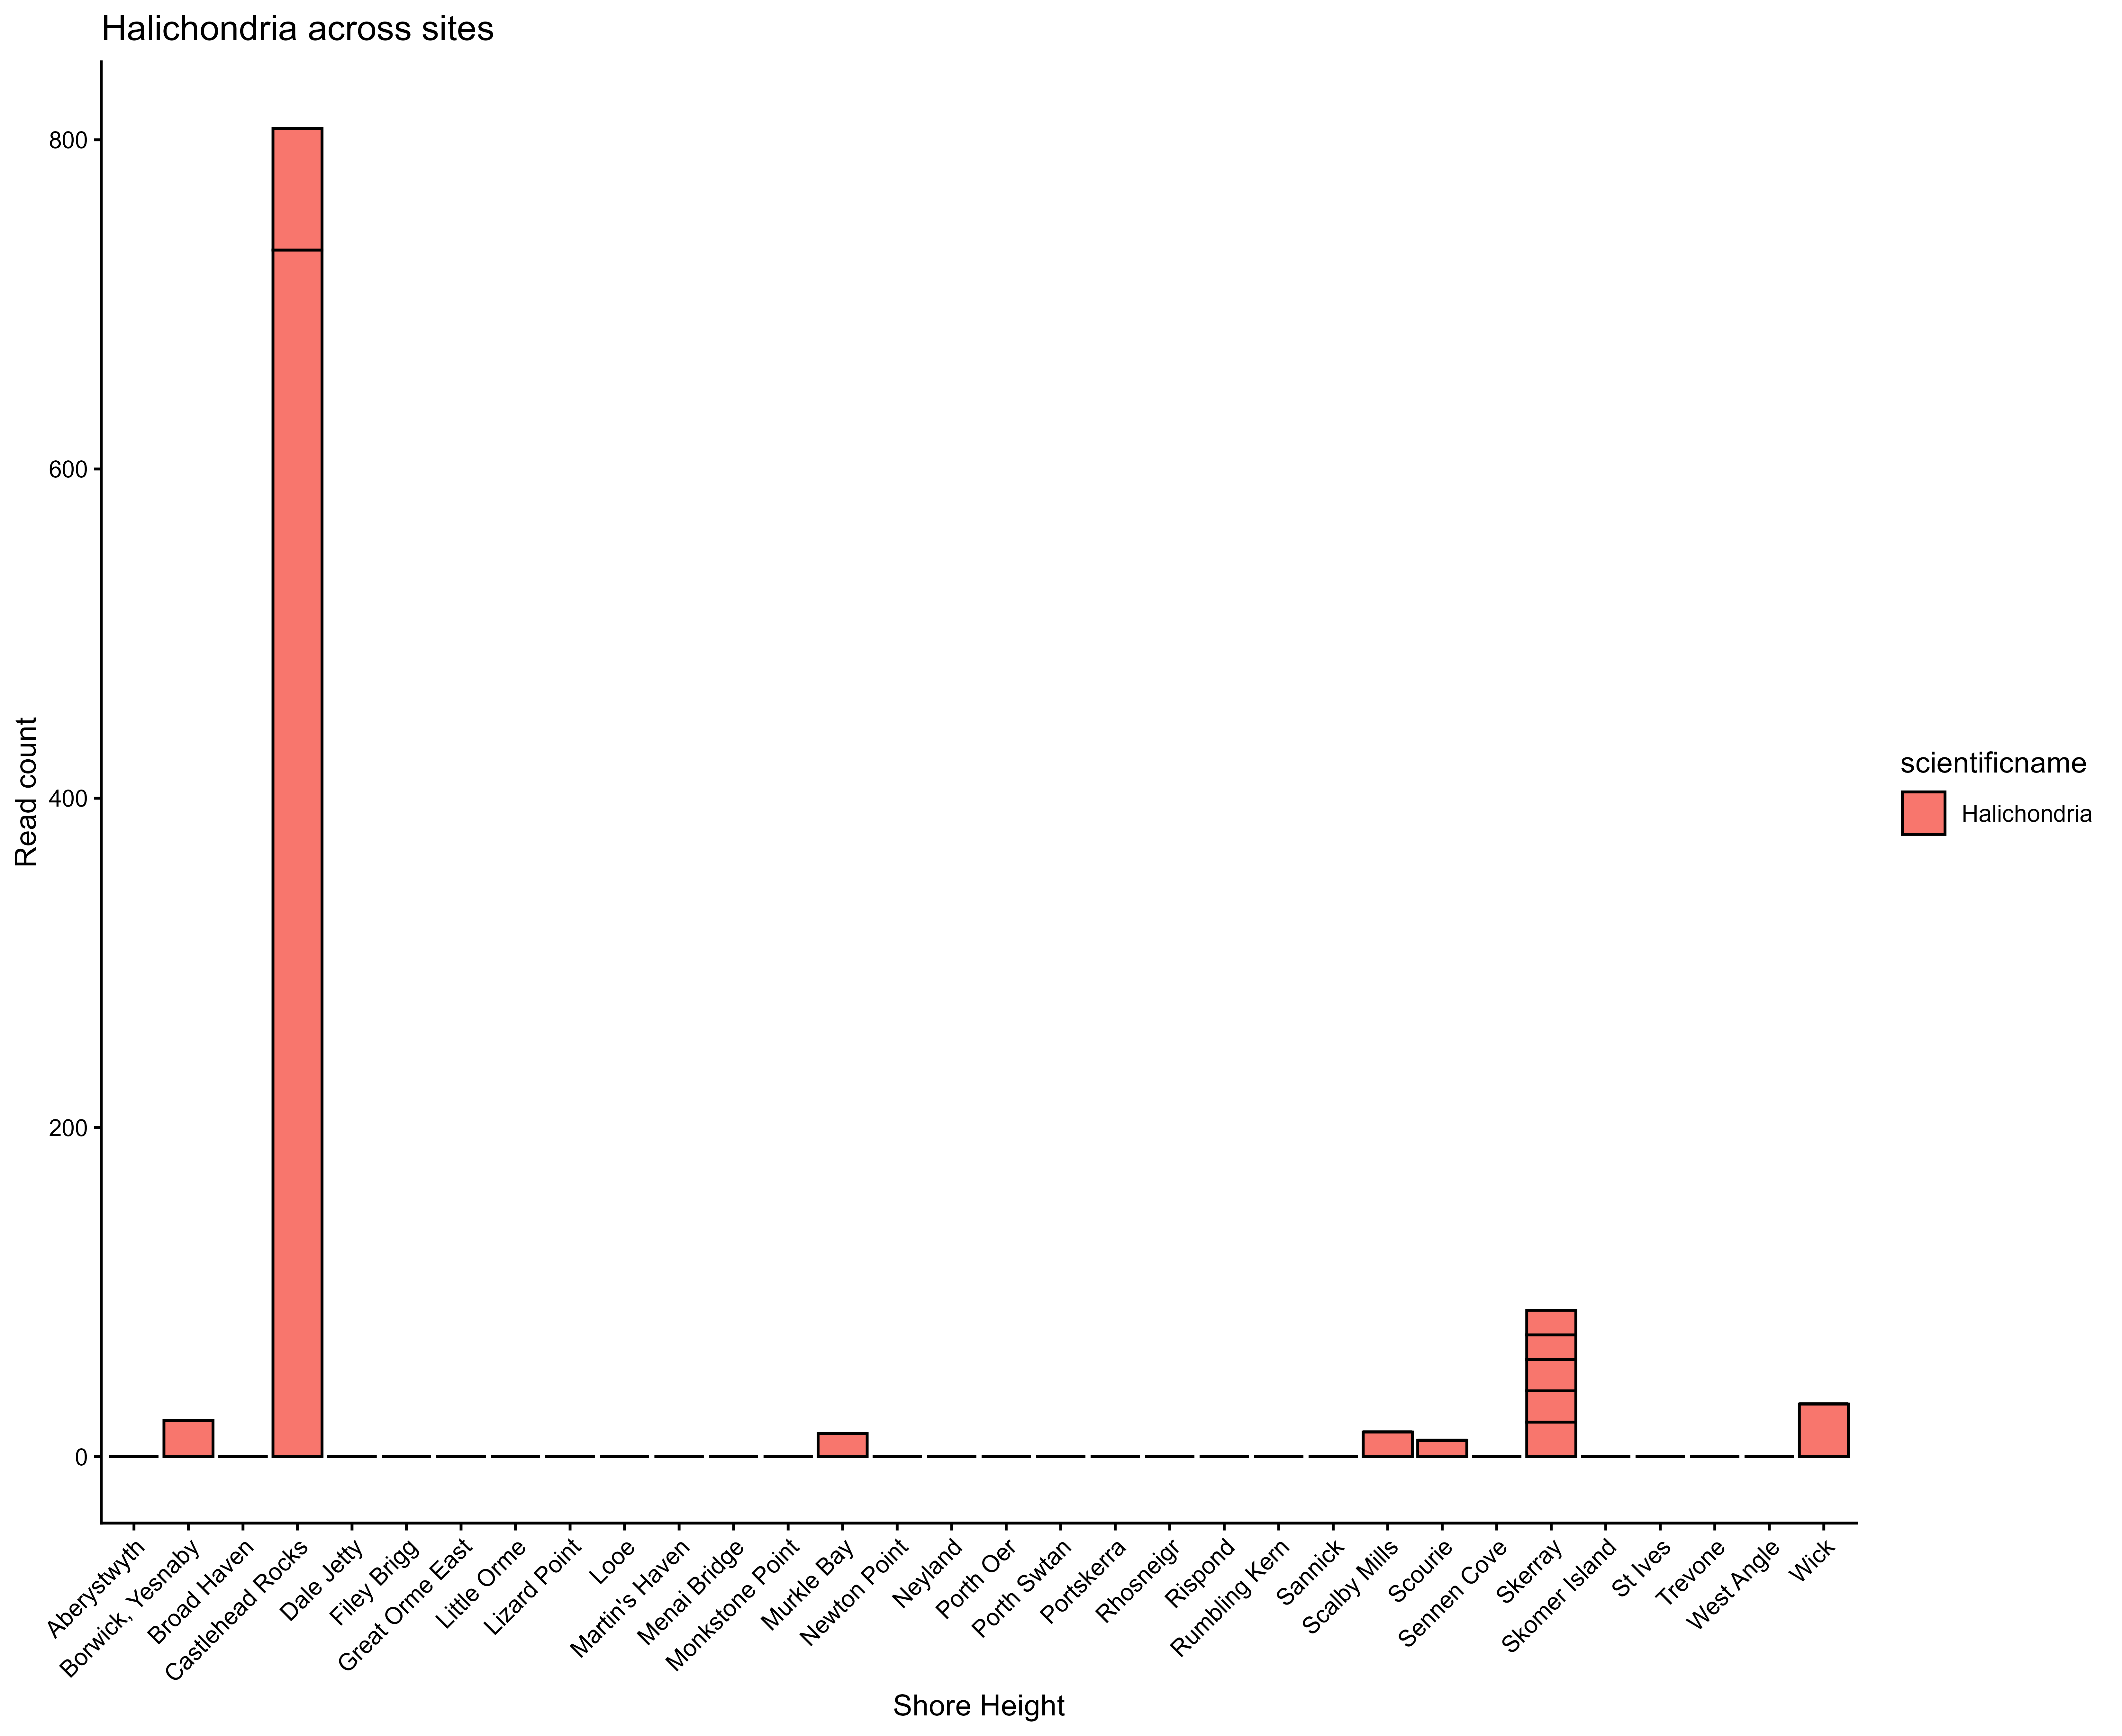 Halichondria across sites
800
600
400
200
0
Read count
Aberystwyth
Borwick, Yesnaby
Broad Haven
Castlehead Rocks
Dale Jetty
Filey Brigg
Great Orme East
Little Orme
Lizard Point
Looe
Martin's Haven
Menai Bridge
Monkstone Point
Murkle Bay
Newton Point
Neyland
Porth Oer
Porth Swtan
Portskerra
Rhosneigr
Rispond
Rumbling Kern
Sannick
Scalby Mills
Scourie
Sennen Cove
Skerray
Skomer Island
St Ives
Trevone
West Angle
Wick
Shore Height
scientificname
Halichondria